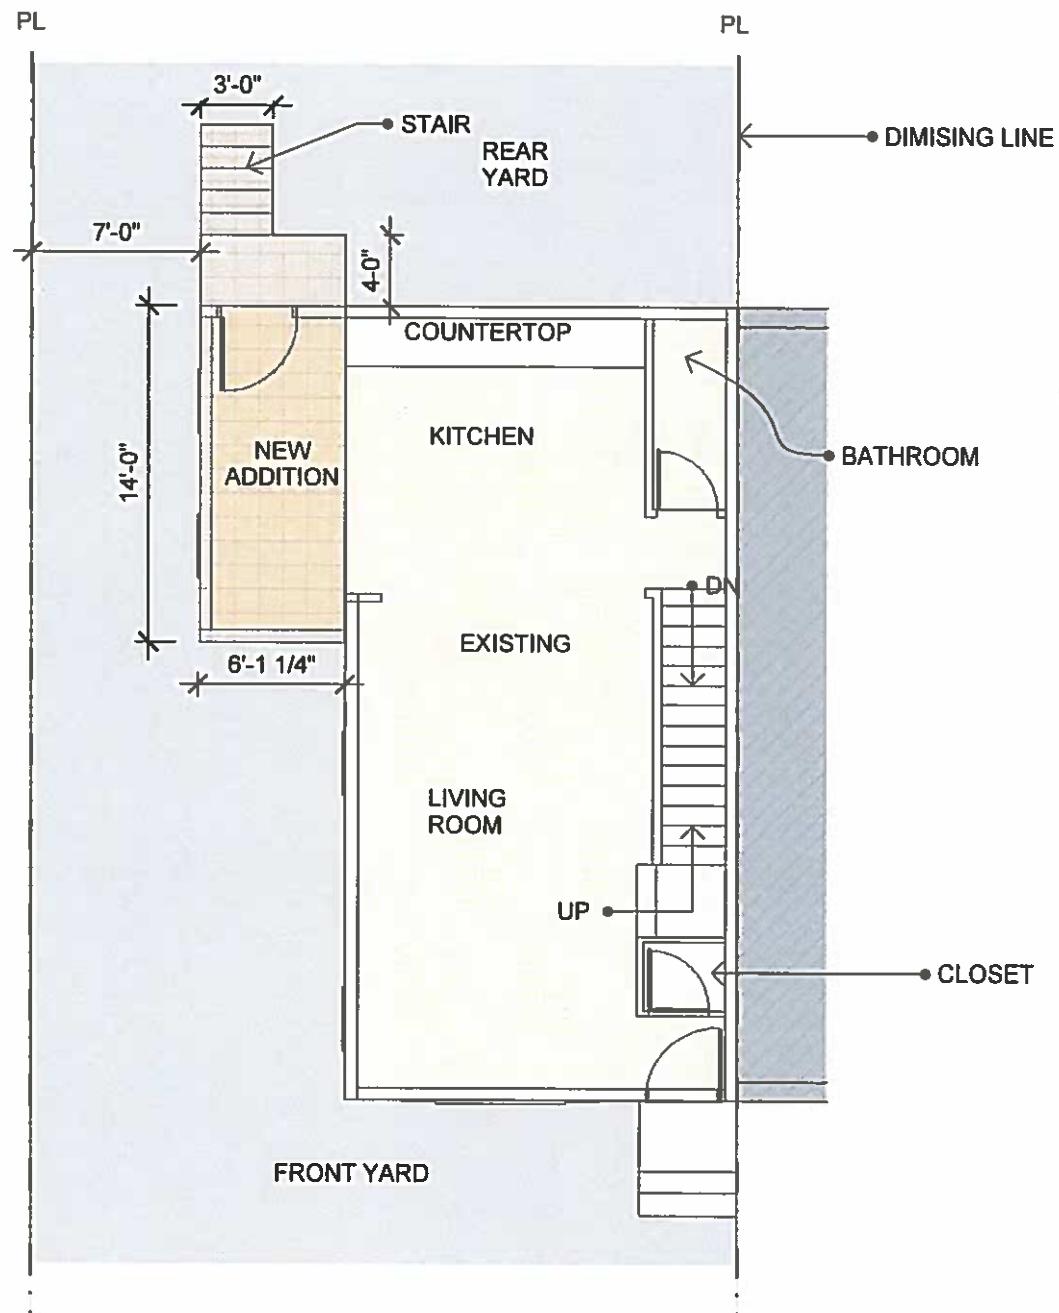 PL
PL
3'-0"
STAIR
DIMISING LINE
REAR
YARD
7'-0"
4-0"
COUNTERTOP
KITCHEN
BATHROOM
NEW
ADDITION
14'-0"
DN
EXISTING
6'-1 1/4"
LIVING
ROOM
UP
CLOSET
FRONT YARD